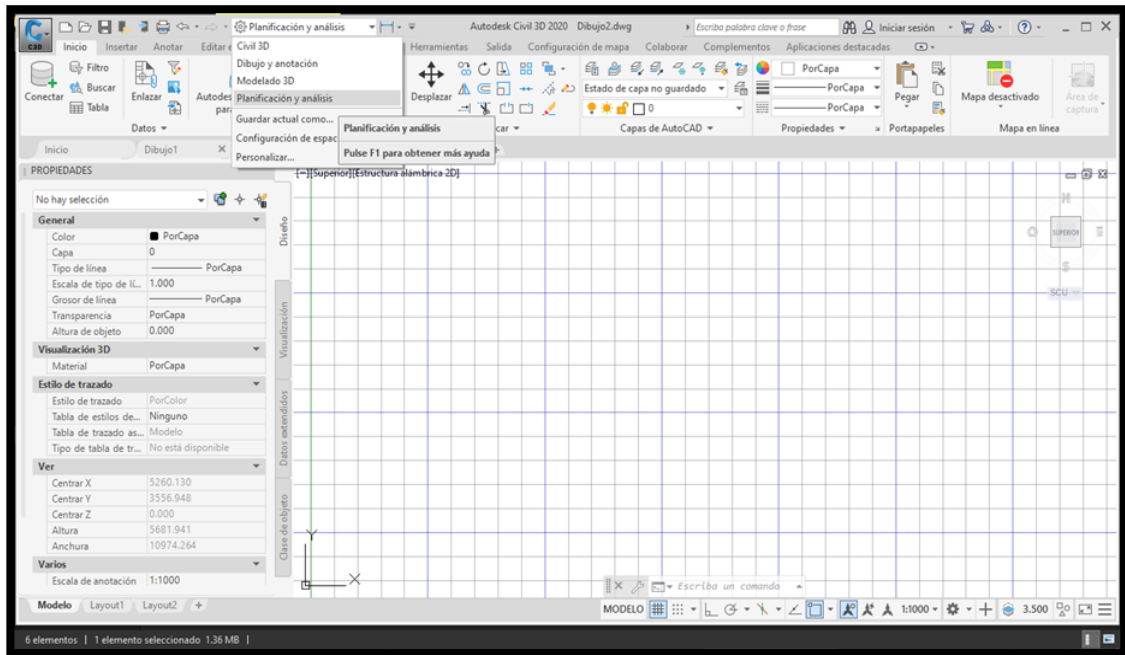 Planificación y análisis
Autodesk Civil 3D 2020 Dibujo2.dwg
Escriba palabra clave o frase
Iniciar sesión
C3D
Inicio Insertar Anotar Editar
Herramientas Salida Configuración de mapa Colaborar Complementos Aplicaciones destacadas
Civil 3D
Dibujo y anotación
Modelado 3D
Planificación y análisis
Guardar actual como...
Configuración de espac
Personalizar...
Planificación y análisis
Pulse F1 para obtener más ayuda
Conectar
Filtro
Buscar
Tabla
Enlazar
Autodes
par
Datos
Desplazar
car
Estado de capa no guardado
0
Capas de AutoCAD
PorCapa
PorCapa
PorCapa
Propiedades
Pegar
Portapapeles
Mapa desactivado
Área de captura
Mapa en línea
Inicio Dibujo1
PROPIEDADES
[−][Superior][Estructura alámbrica 2D]
No hay selección
General
Color PorCapa
Capa 0
Tipo de línea PorCapa
Escala de tipo de lí... 1.000
Grosor de línea PorCapa
Transparencia PorCapa
Altura de objeto 0.000
Visualización 3D
Material PorCapa
Estilo de trazado
Estilo de trazado PorColor
Tabla de estilos de... Ninguno
Tabla de trazado as... Modelo
Tipo de tabla de tr... No está disponible
Ver
Centrar X 5260.130
Centrar Y 3556.948
Centrar Z 0.000
Altura 5681.941
Anchura 10974.264
Varios
Escala de anotación 1:1000
Diseño
Visualización
Datos extendidos
Clase de objeto
N
O SUPERIOR E
S
SCU
Y
X
Escriba un comando
Modelo Layout1 Layout2 +
MODELO 1:1000 3.500
6 elementos | 1 elemento seleccionado 1.36 MB |